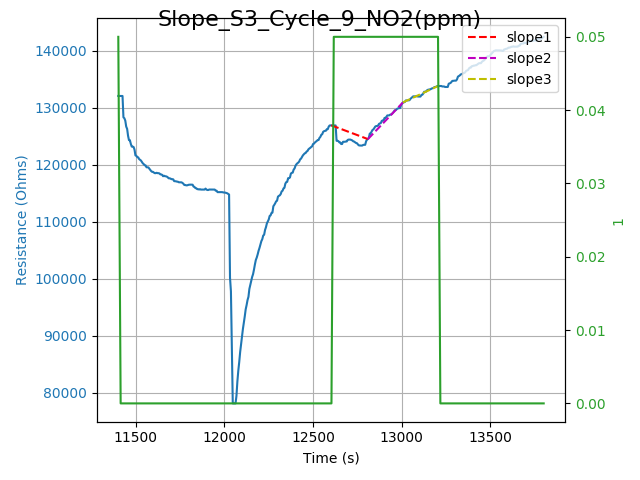 Slope_S3_Cycle_9_NO2(ppm)
slope1
slope2
slope3
140000
130000
120000
110000
100000
90000
80000
Resistance (Ohms)
0.05
0.04
0.03
0.02
0.01
0.00
1
11500 12000 12500 13000 13500
Time (s)